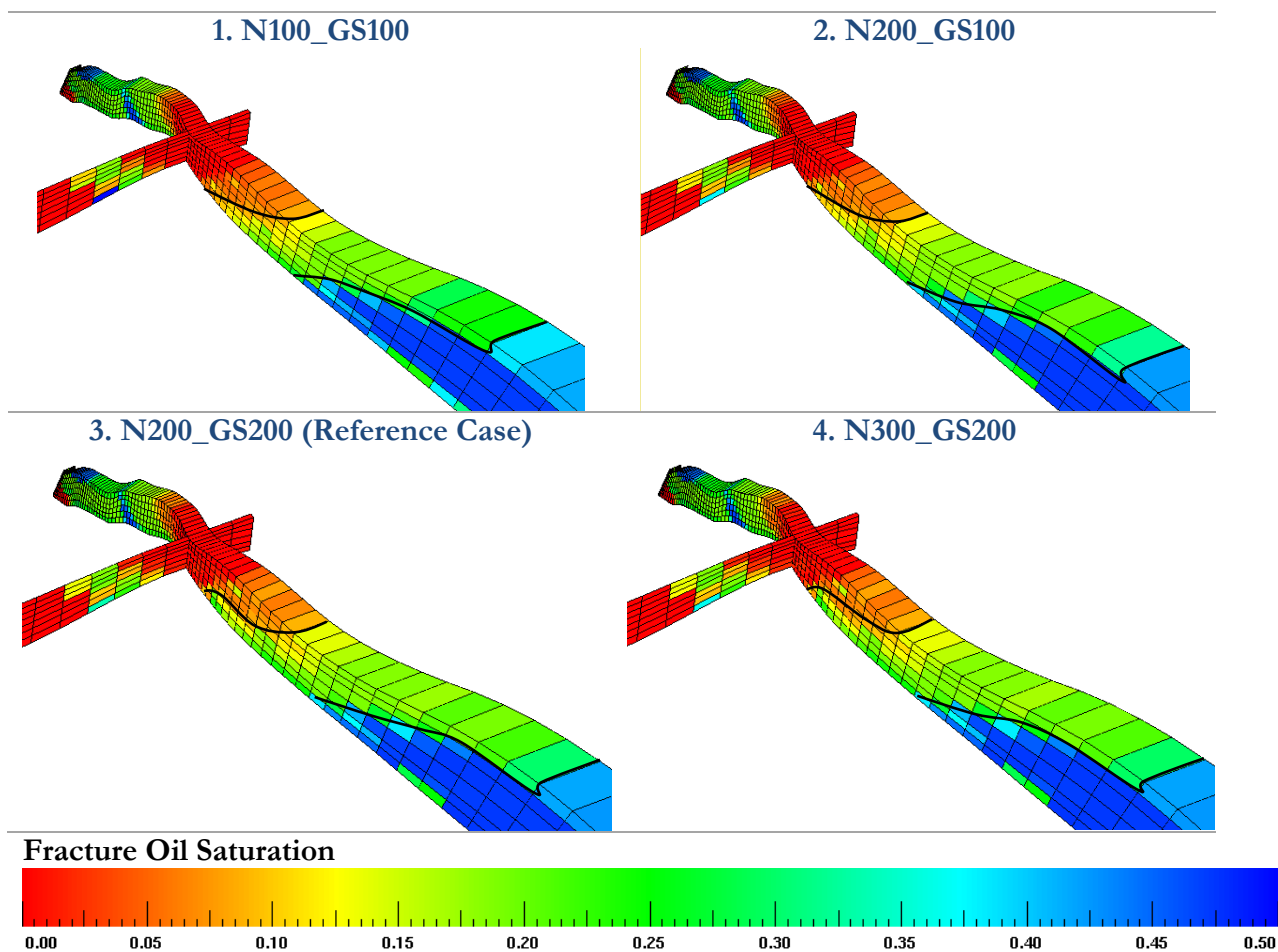 1. N100_GS100
2. N200_GS100
3. N200_GS200 (Reference Case)
4. N300_GS200
Fracture Oil Saturation
0.00 0.05 0.10 0.15 0.20 0.25 0.30 0.35 0.40 0.45 0.50